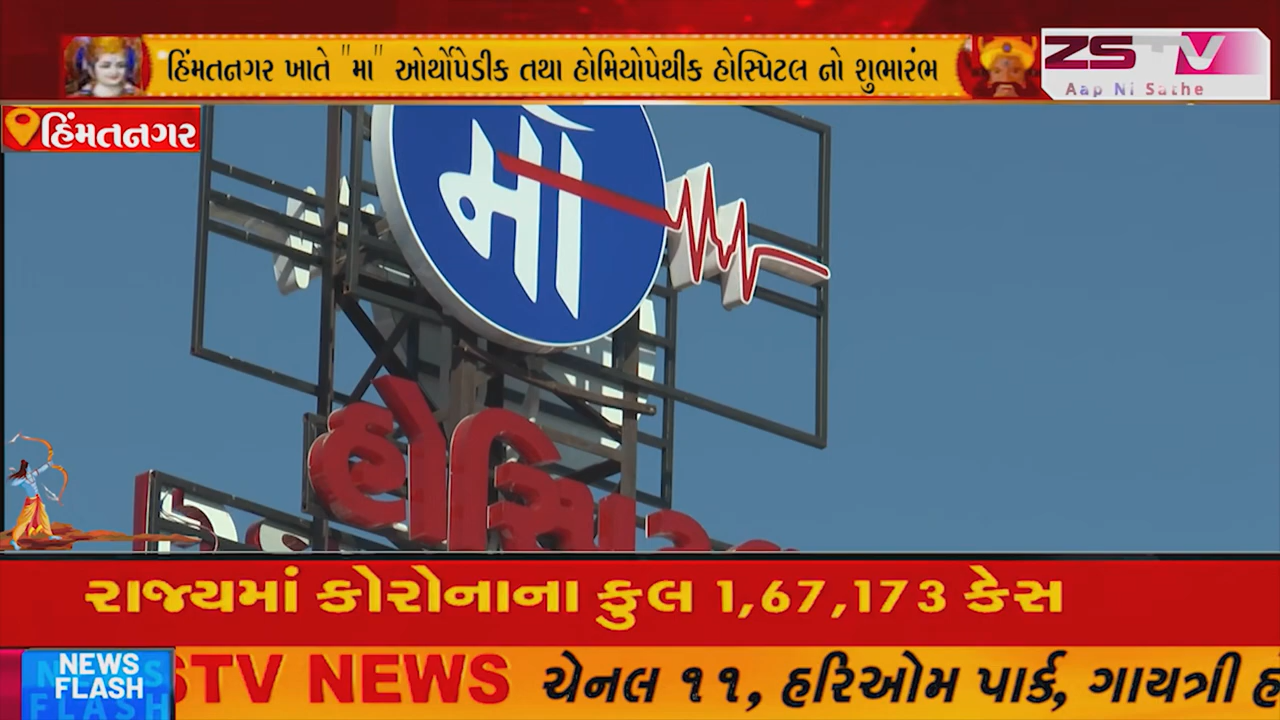 હિંમતનગર ખાતે "માં" ઓર્થોપેડીક તથા હોમિયોપેથીક હોસ્પિટલ નો શુભારંભ
ZSTV
Aap Ni Sathe
હિંમતનગર
માઁ
રાજ્યમાં કોરોનાના કુલ 1,67,173 કેસ
NEWS
FLASH
STV NEWS ચેનલ ૧૧, હરિઓમ પાર્ક, ગાયત્રી